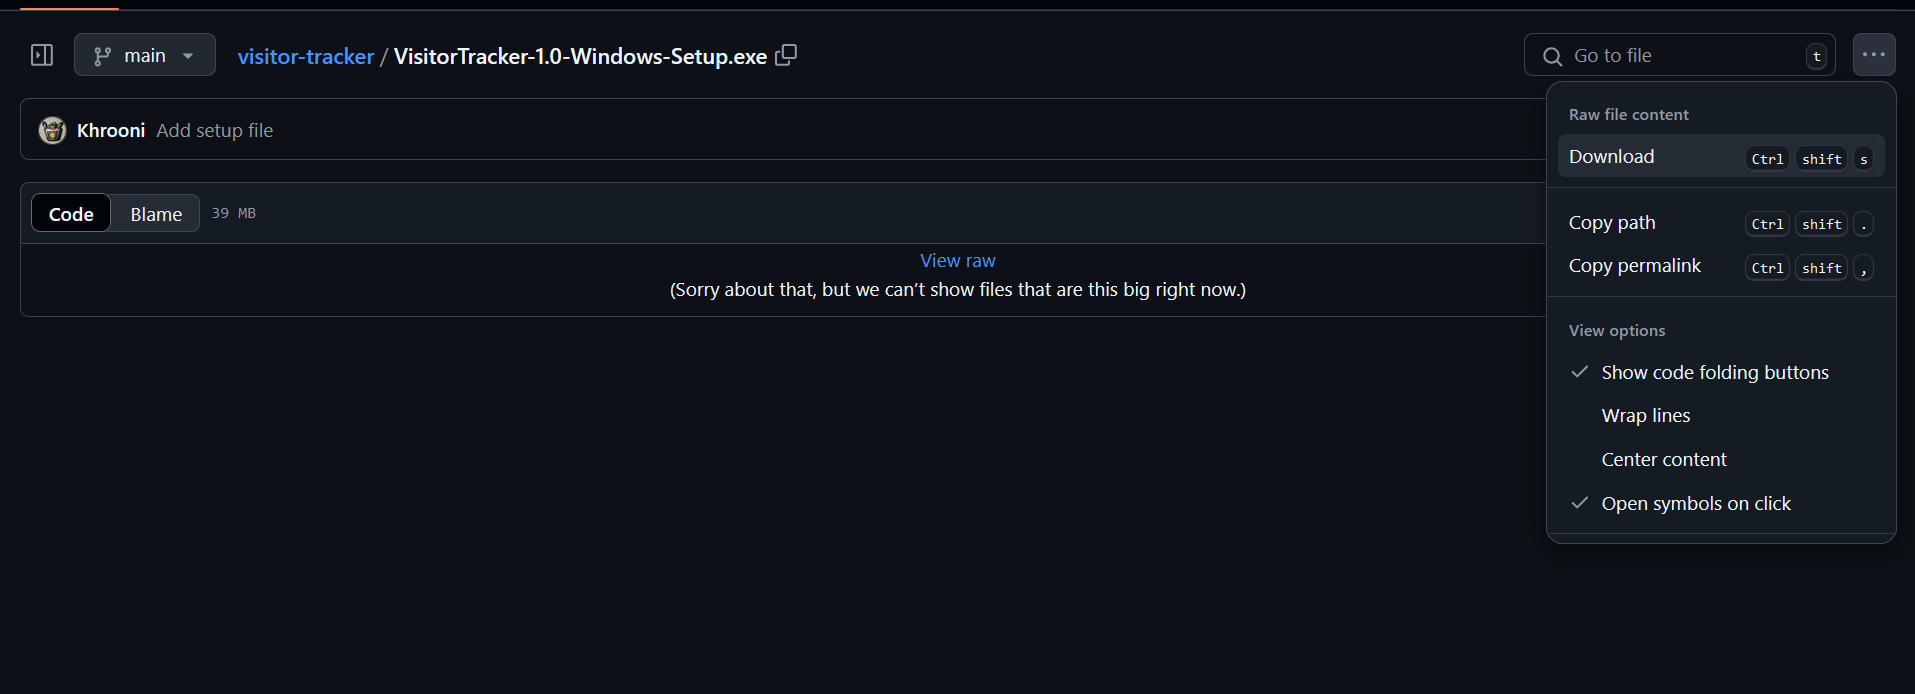 main
visitor-tracker / VisitorTracker-1.0-Windows-Setup.exe
Go to file t
Khrooni Add setup file
Code Blame 39 MB
View raw
(Sorry about that, but we can’t show files that are this big right now.)
Raw file content
Download Ctrl shift s
Copy path Ctrl shift .
Copy permalink Ctrl shift ,
View options
Show code folding buttons
Wrap lines
Center content
Open symbols on click